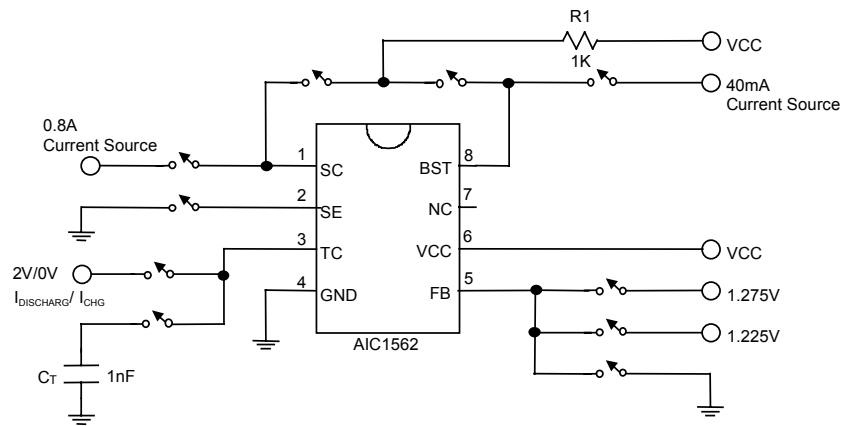 R1
1K
VCC
40mA
Current Source
0.8A
Current Source
1
SC
BST
8
2
SE
NC
7
3
TC
VCC
6
VCC
2V/0V
IDISCHARG/ ICHG
4
GND
FB
5
1.275V
1.225V
AIC1562
CT
1nF